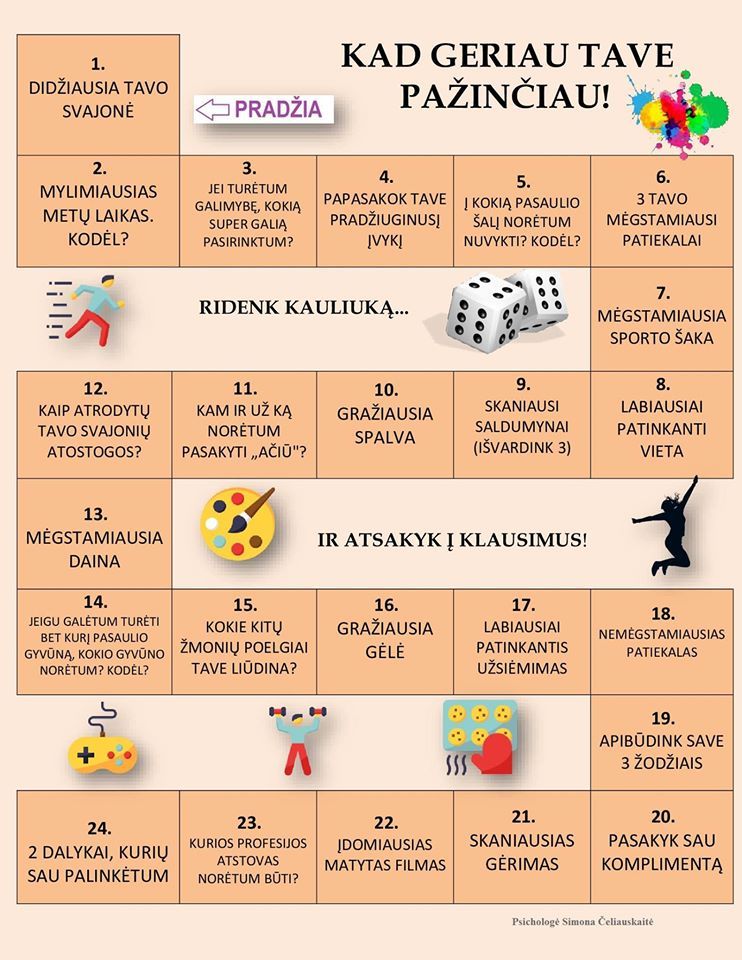 KAD GERIAU TAVE
PAŽINČIAU!
1.
DIDŽIAUSIA TAVO
SVAJONĖ
PRADŽIA
2.
MYLIMIAUSIAS
METŲ LAIKAS.
KODĖL?
3.
JEI TURĖTUM
GALIMYBĘ, KOKIĄ
SUPER GALIĄ
PASIRINKTUM?
4.
PAPASAKOK TAVE
PRADŽIUGINUSĮ
ĮVYKĮ
5.
Į KOKIĄ PASAULIO
ŠALĮ NORĖTUM
NUVYKTI? KODĖL?
6.
3 TAVO
MĖGSTAMIAUSI
PATIEKALAI
RIDENK KAULIUKĄ...
7.
MĖGSTAMIAUSIA
SPORTO ŠAKA
8.
LABIAUSIAI
PATINKANTI
VIETA
9.
SKANIAUSI
SALDUMYNAI
(IŠVARDINK 3)
10.
GRAŽIAUSIA
SPALVA
11.
KAM IR UŽ KĄ
NORĖTUM
PASAKYTI „AČIŪ"?
12.
KAIP ATRODYTŲ
TAVO SVAJONIŲ
ATOSTOGOS?
13.
MĖGSTAMIAUSIA
DAINA
IR ATSAKYK Į KLAUSIMUS!
14.
JEIGU GALĖTUM TURĖTI
BET KURĮ PASAULIO
GYVŪNĄ, KOKIO GYVŪNO
NORĖTUM? KODĖL?
15.
KOKIE KITŲ
ŽMONIŲ POELGIAI
TAVE LIŪDINA?
16.
GRAŽIAUSIA
GĖLĖ
17.
LABIAUSIAI
PATINKANTIS
UŽSIĖMIMAS
18.
NEMĖGSTAMIAUSIAS
PATIEKALAS
19.
APIBŪDINK SAVE
3 ŽODŽIAIS
20.
PASAKYK SAU
KOMPLIMENTĄ
21.
SKANIAUSIAS
GĖRIMAS
22.
ĮDOMIAUSIAS
MATYTAS FILMAS
23.
KURIOS PROFESIJOS
ATSTOVAS
NORĖTUM BŪTI?
24.
2 DALYKAI, KURIŲ
SAU PALINKĖTUM
Psichologė Simona Čeliauskaitė